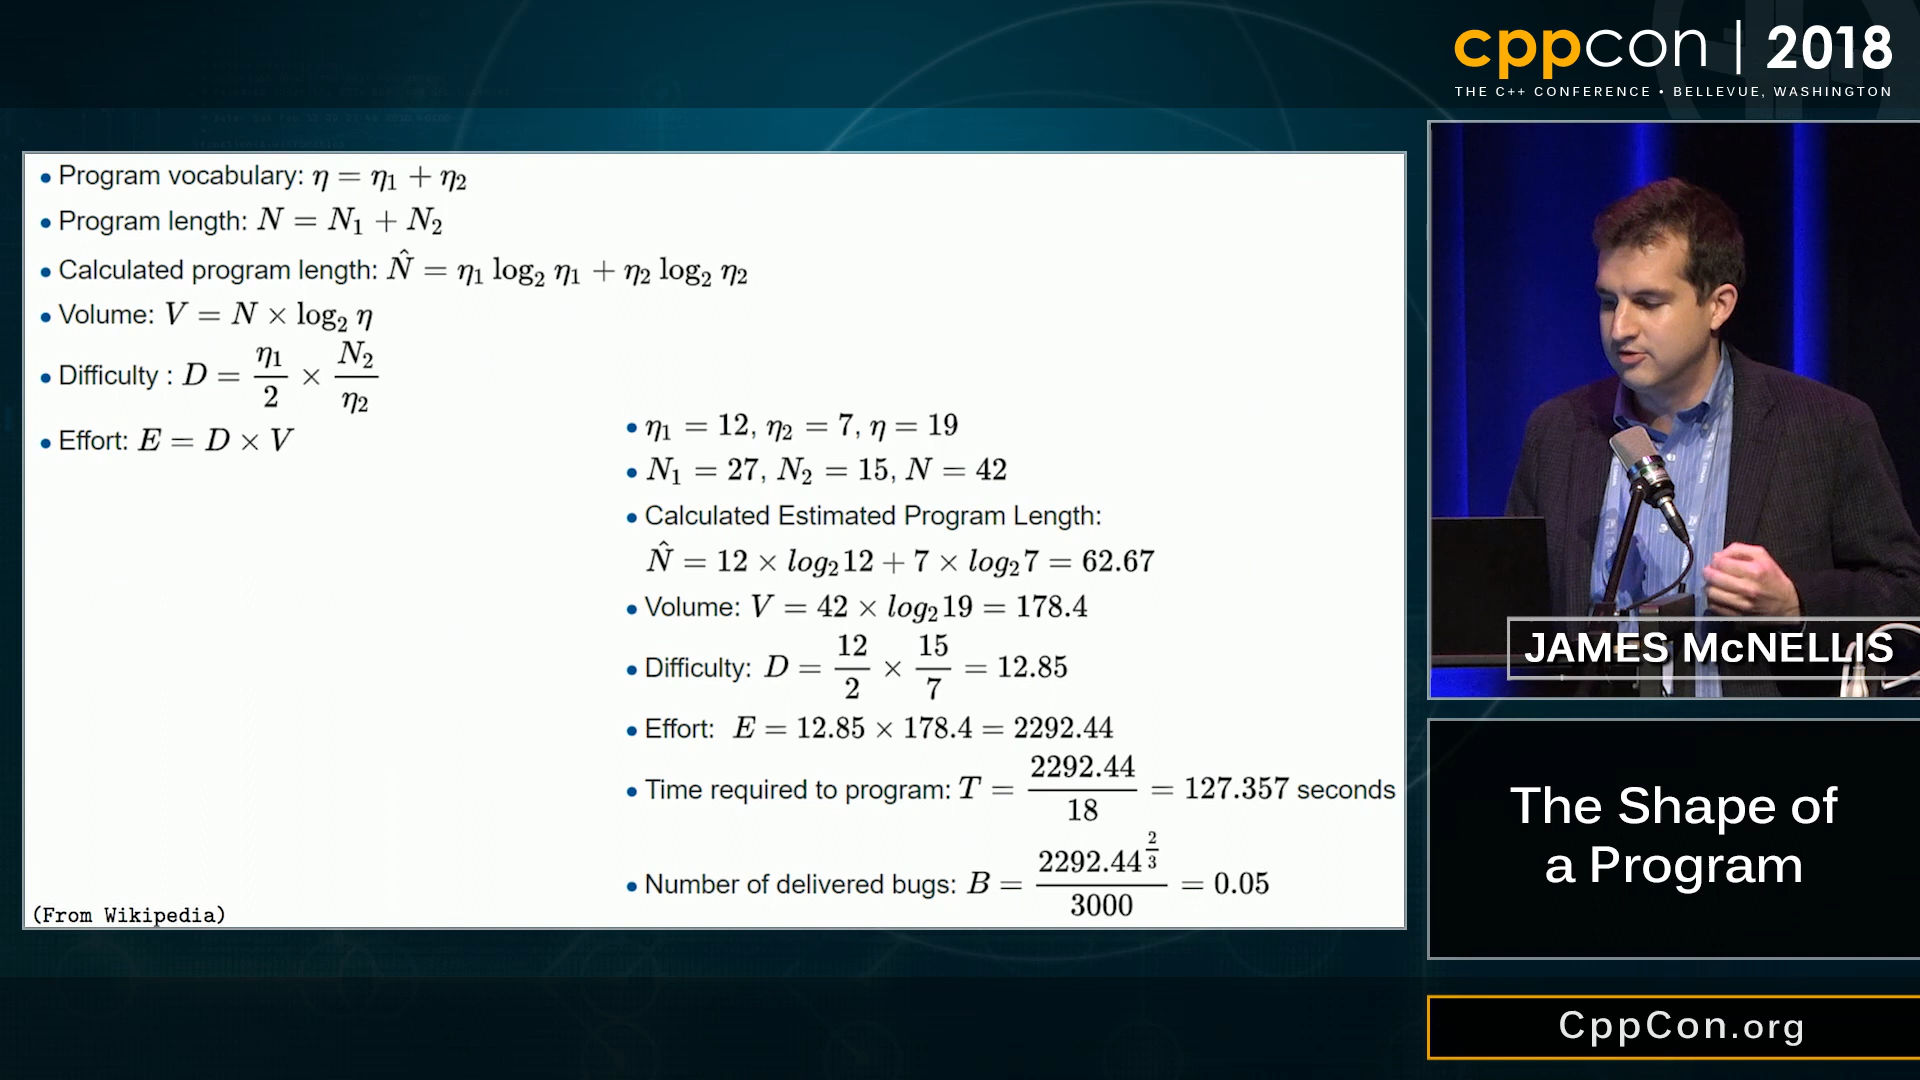 cppcon | 2018
THE C++ CONFERENCE • BELLEVUE, WASHINGTON
• Program vocabulary: η = η₁ + η₂
• Program length: N = N₁ + N₂
• Calculated program length: N̂ = η₁ log₂ η₁ + η₂ log₂ η₂
• Volume: V = N × log₂ η
• Difficulty : D = η₁/2 × N₂/η₂
• Effort: E = D × V
• η₁ = 12, η₂ = 7, η = 19
• N₁ = 27, N₂ = 15, N = 42
• Calculated Estimated Program Length:
N̂ = 12 × log₂12 + 7 × log₂7 = 62.67
• Volume: V = 42 × log₂19 = 178.4
• Difficulty: D = 12/2 × 15/7 = 12.85
• Effort: E = 12.85 × 178.4 = 2292.44
• Time required to program: T = 2292.44/18 = 127.357 seconds
• Number of delivered bugs: B = 2292.44^(2/3)/3000 = 0.05
(From Wikipedia)
JAMES McNELLIS
The Shape of
a Program
CppCon.org